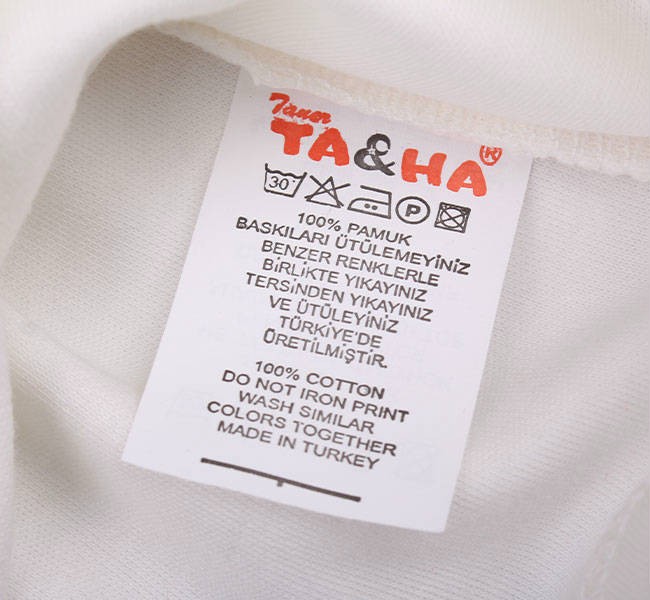 Taner
TA&HA®
30° P
100% PAMUK
BASKILARI ÜTÜLEMEYİNİZ
BENZER RENKLERLE
BİRLİKTE YIKAYINIZ
TERSİNDEN YIKAYINIZ
VE ÜTÜLEYİNİZ
TÜRKİYE'DE
ÜRETİLMİŞTİR.
100% COTTON
DO NOT IRON PRINT
WASH SIMILAR
COLORS TOGETHER
MADE IN TURKEY